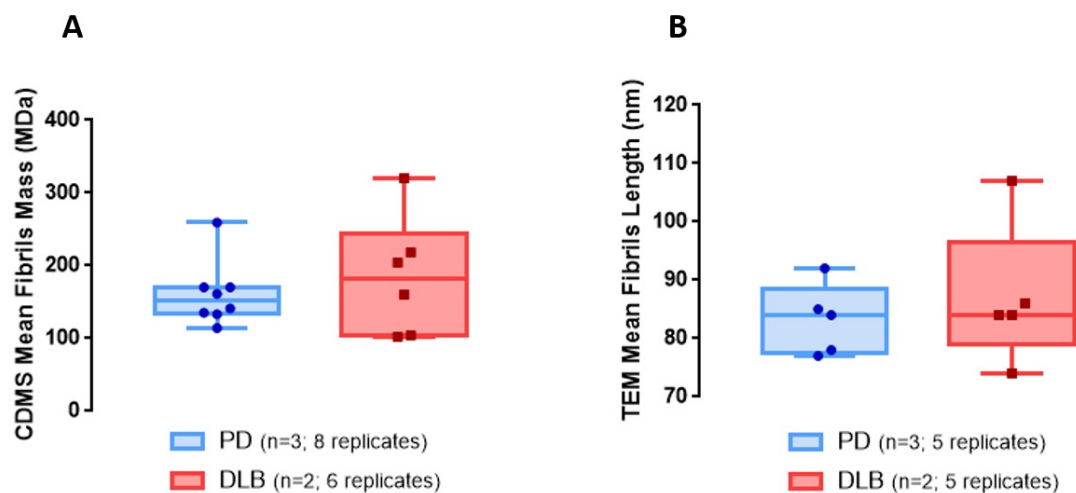 A
CDMS Mean Fibrils Mass (MDa)
400
300
200
100
0
PD (n=3; 8 replicates)
DLB (n=2; 6 replicates)
B
TEM Mean Fibrils Length (nm)
120
110
100
90
80
70
PD (n=3; 5 replicates)
DLB (n=2; 5 replicates)